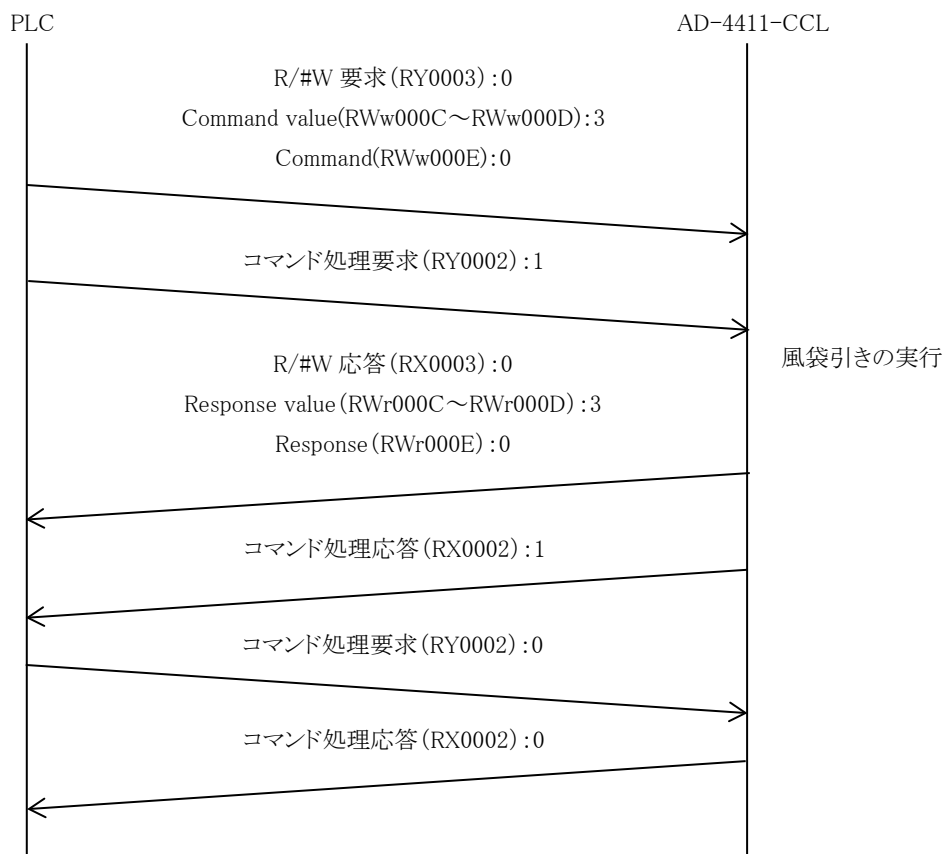 PLC
AD-4411-CCL
R/#W 要求(RY0003):0
Command value(RWw000C～RWw000D):3
Command(RWw000E):0
コマンド処理要求(RY0002):1
風袋引きの実行
R/#W 応答(RX0003):0
Response value(RWr000C～RWr000D):3
Response(RWr000E):0
コマンド処理応答(RX0002):1
コマンド処理要求(RY0002):0
コマンド処理応答(RX0002):0